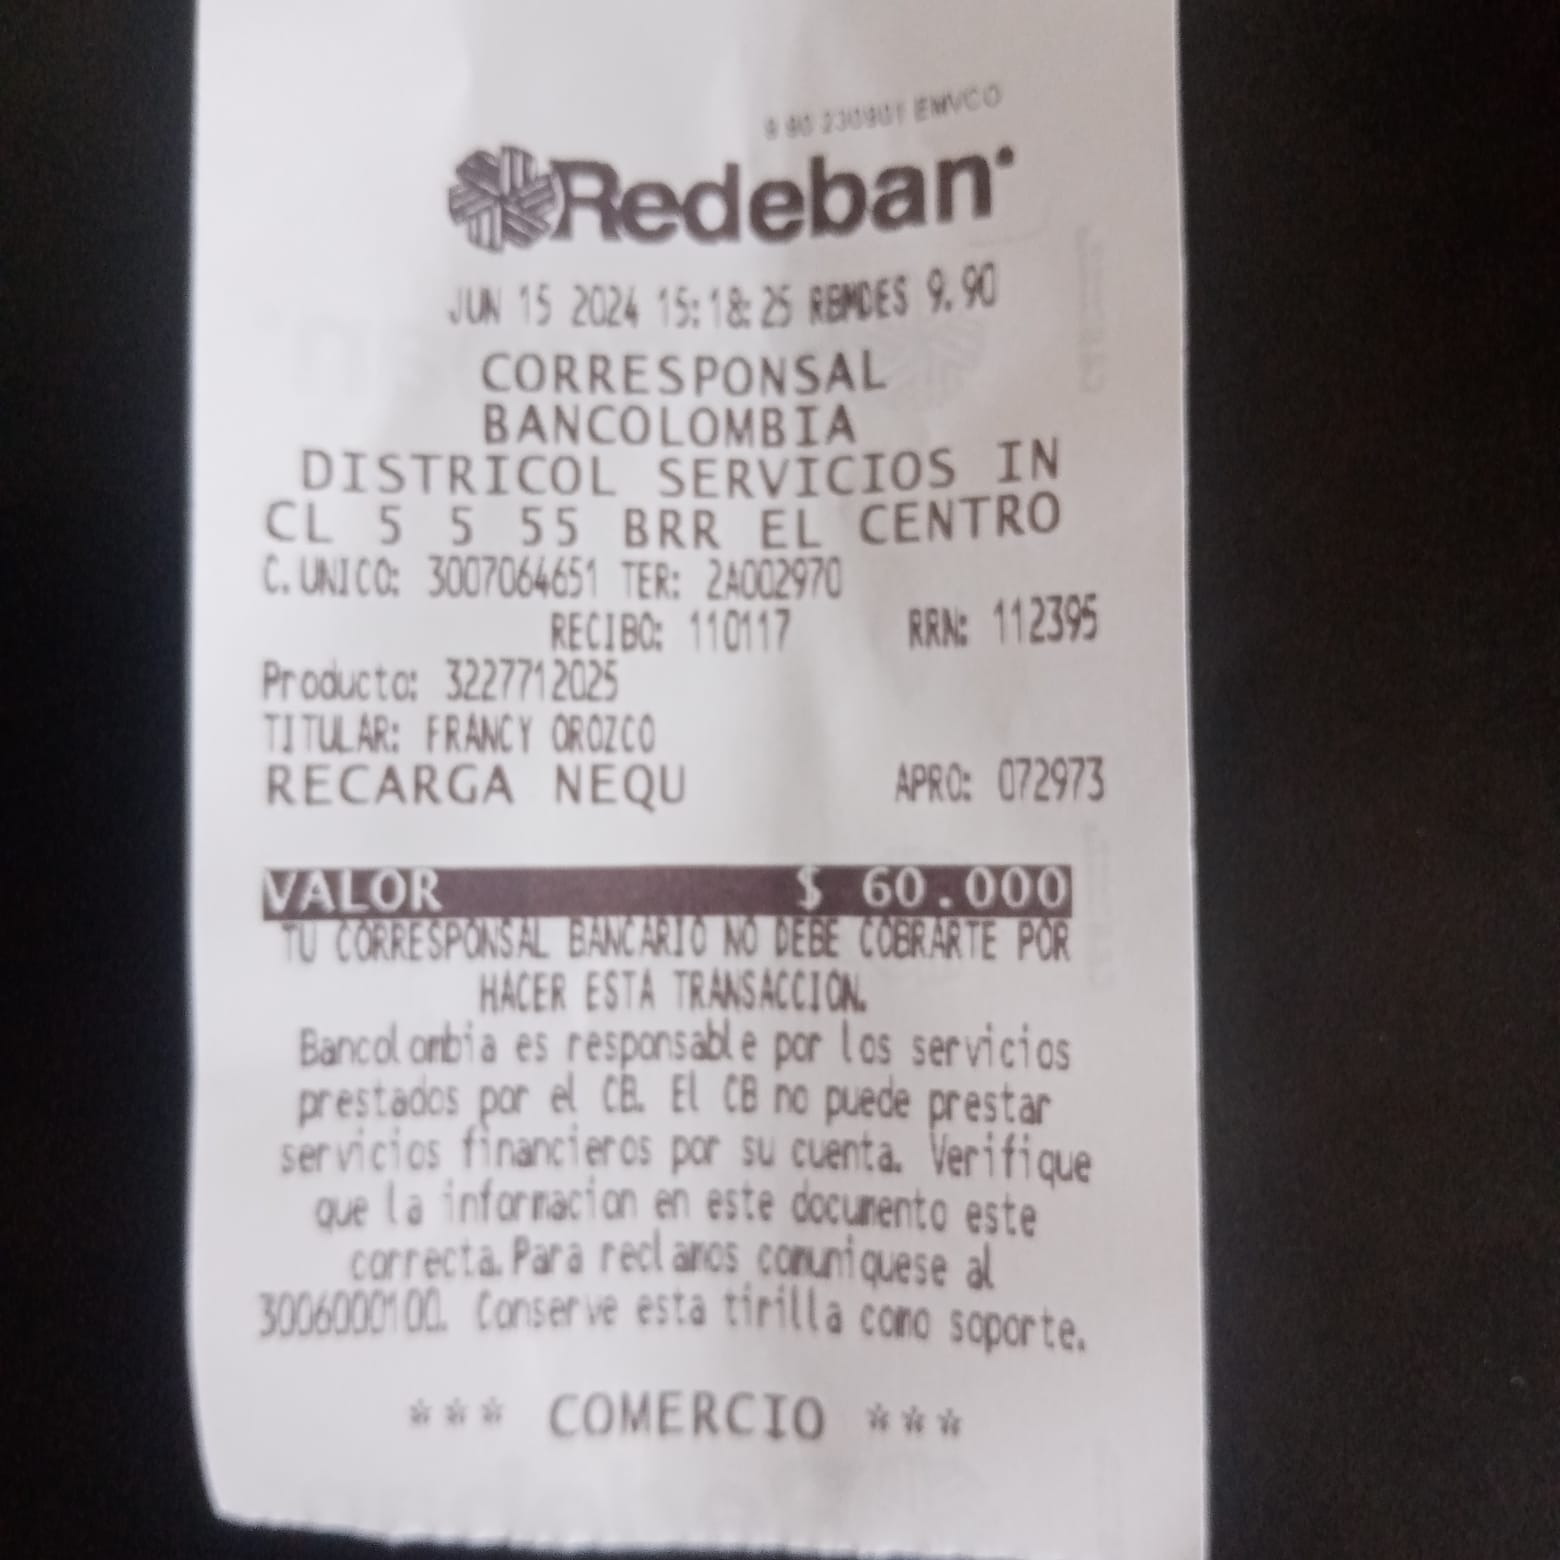 9 90 230901 EMVCO
Redeban
JUN 15 2024 15:18:25 RBMDES 9.90
CORRESPONSAL
BANCOLOMBIA
DISTRICOL SERVICIOS IN
CL 5 5 55 BRR EL CENTRO
C. UNICO: 3007064651 TER: 2A002970
RECIBO: 110117 RRN: 112395
Producto: 3227712025
TITULAR: FRANCY OROZCO
RECARGA NEQU APRO: 072973
VALOR $ 60.000
TU CORRESPONSAL BANCARIO NO DEBE COBRARTE POR
HACER ESTA TRANSACCION.
Bancolombia es responsable por los servicios
prestados por el CB. El CB no puede prestar
servicios financieros por su cuenta. Verifique
que la informacion en este documento este
correcta. Para reclamos comuniquese al
3006000100. Conserve esta tirilla como soporte.
*** COMERCIO ***